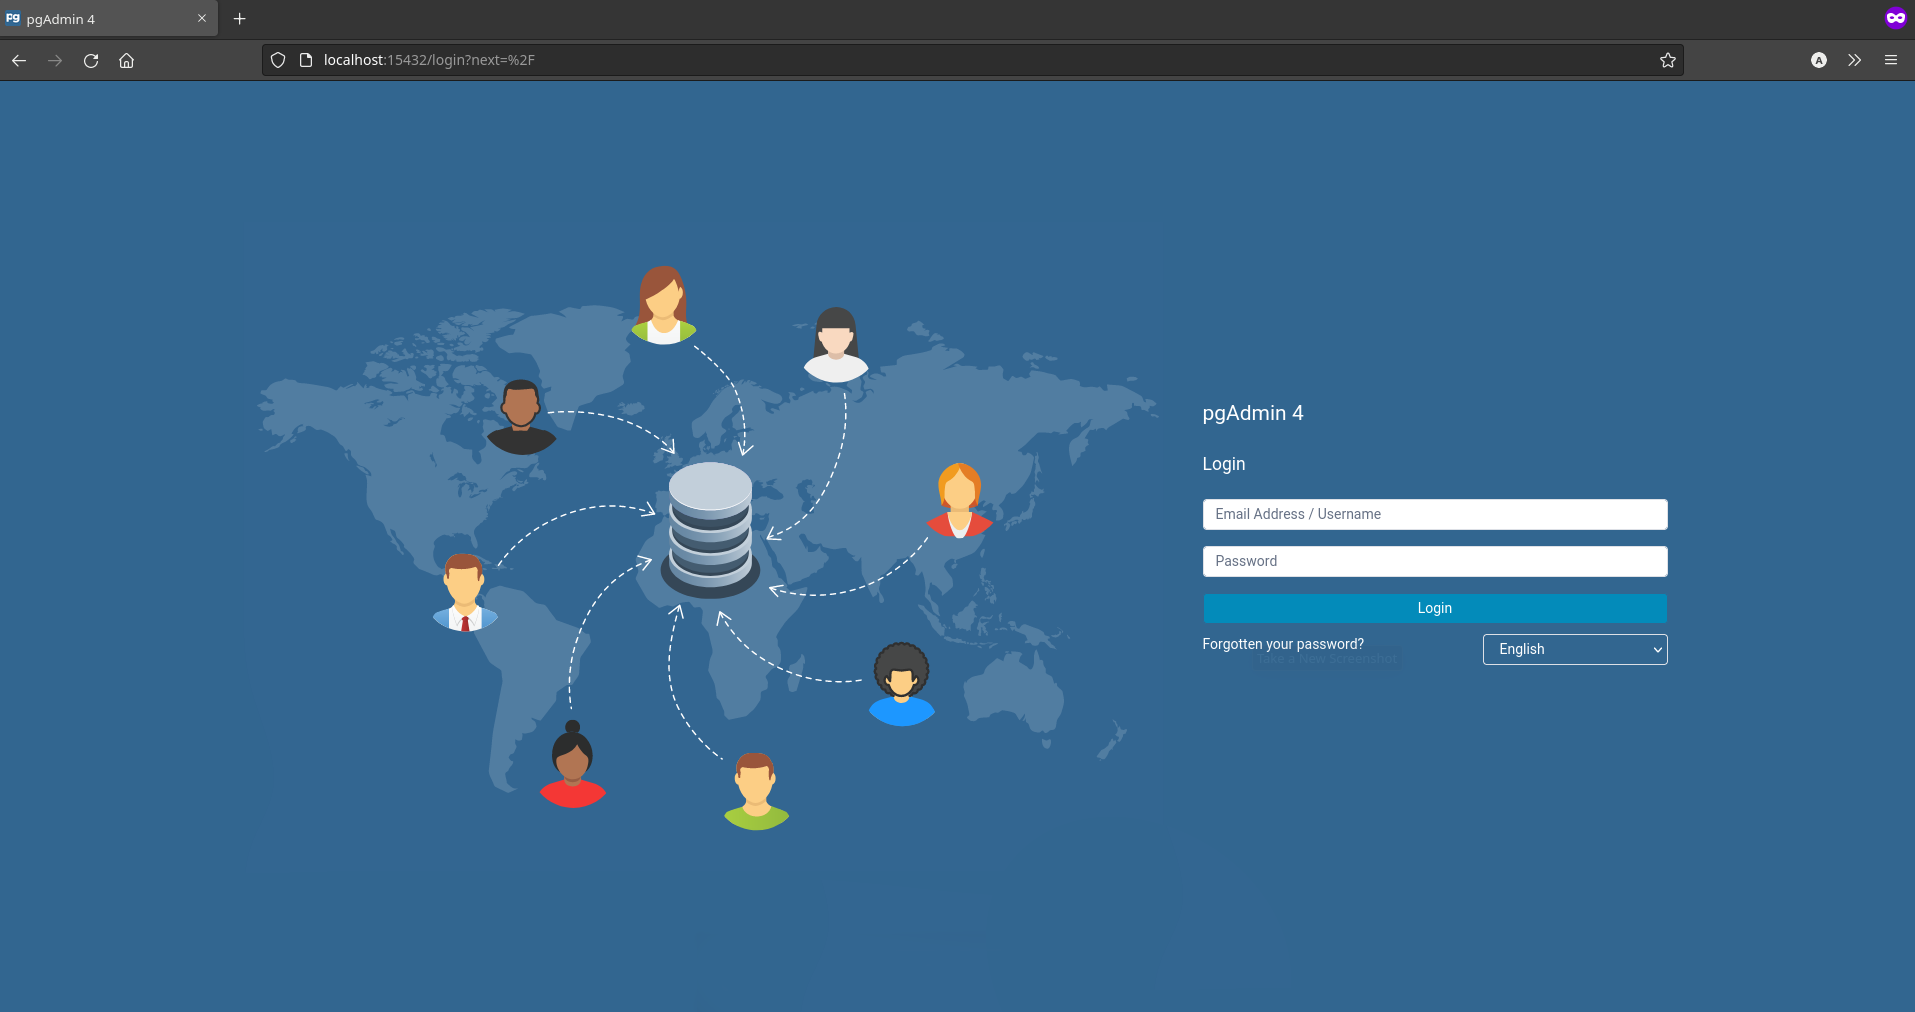 pg pgAdmin 4
localhost:15432/login?next=%2F
A
pgAdmin 4
Login
Email Address / Username
Password
Login
Forgotten your password?
English
Take a New Screenshot